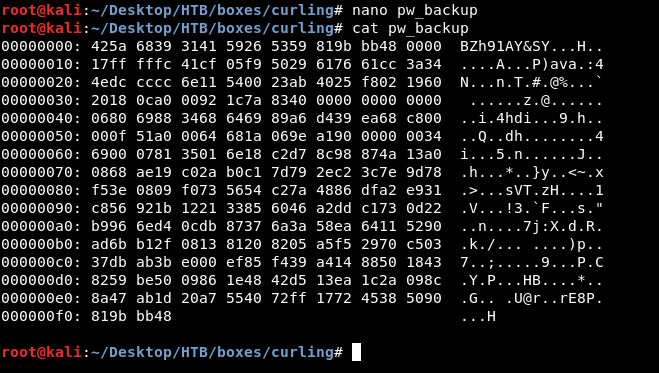 root@kali:~/Desktop/HTB/boxes/curling# nano pw_backup
root@kali:~/Desktop/HTB/boxes/curling# cat pw_backup
00000000: 425a 6839 3141 5926 5359 819b bb48 0000  BZh91AY&SY...H..
00000010: 17ff fffc 41cf 05f9 5029 6176 61cc 3a34  ....A...P)ava.:4
00000020: 4edc cccc 6e11 5400 23ab 4025 f802 1960  N...n.T.#.@%...`
00000030: 2018 0ca0 0092 1c7a 8340 0000 0000 0000   ......z.@......
00000040: 0680 6988 3468 6469 89a6 d439 ea68 c800  ..i.4hdi...9.h..
00000050: 000f 51a0 0064 681a 069e a190 0000 0034  ..Q..dh........4
00000060: 6900 0781 3501 6e18 c2d7 8c98 874a 13a0  i...5.n......J..
00000070: 0868 ae19 c02a b0c1 7d79 2ec2 3c7e 9d78  .h...*..}y..<~.x
00000080: f53e 0809 f073 5654 c27a 4886 dfa2 e931  .>...sVT.zH....1
00000090: c856 921b 1221 3385 6046 a2dd c173 0d22  .V...!3.`F...s."
000000a0: b996 6ed4 0cdb 8737 6a3a 58ea 6411 5290  ..n....7j:X.d.R.
000000b0: ad6b b12f 0813 8120 8205 a5f5 2970 c503  .k./... ....)p..
000000c0: 37db ab3b e000 ef85 f439 a414 8850 1843  7..;.....9...P.C
000000d0: 8259 be50 0986 1e48 42d5 13ea 1c2a 098c  .Y.P...HB....*..
000000e0: 8a47 ab1d 20a7 5540 72ff 1772 4538 5090  .G.. .U@r..rE8P.
000000f0: 819b bb48                                ...H
root@kali:~/Desktop/HTB/boxes/curling#